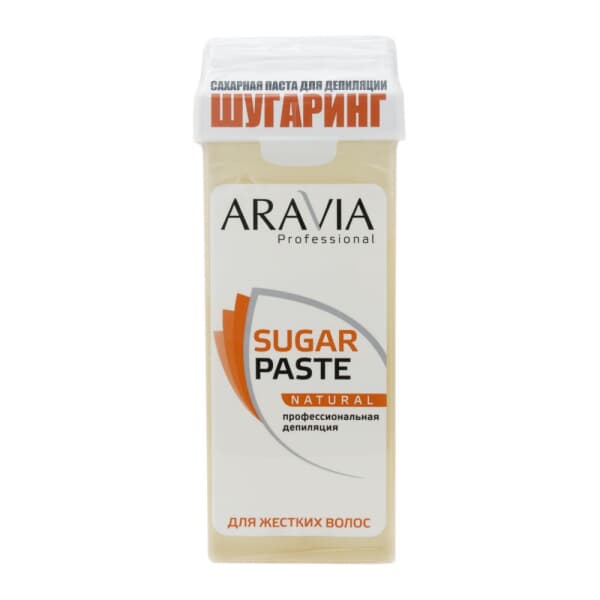 САХАРНАЯ ПАСТА ДЛЯ ДЕПИЛЯЦИИ
ШУГАРИНГ
ARAVIA
Professional
SUGAR
PASTE
NATURAL
профессиональная
депиляция
ДЛЯ ЖЕСТКИХ ВОЛОС